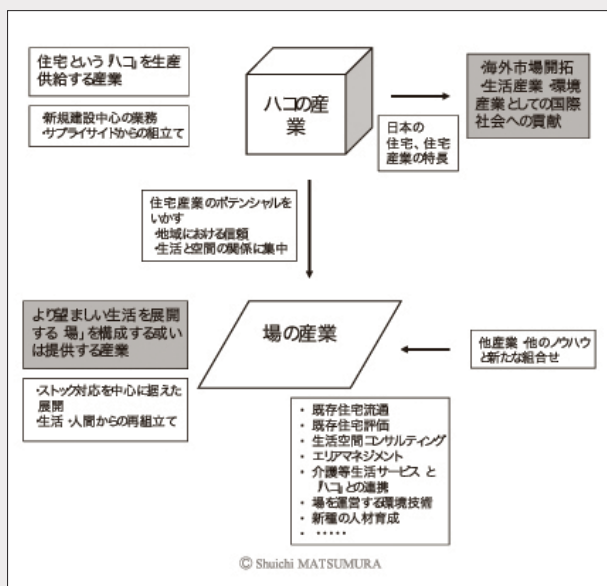 住宅という『ハコ』を生産
供給する産業
・新規建設中心の業務
・サプライサイドからの組立て
ハコの産
業
・海外市場開拓
・生活産業・環境
産業としての国際
社会への貢献
日本の
住宅、住宅
産業の特長
住宅産業のポテンシャルを
いかす
・地域における信頼
・生活と空間の関係に集中
より望ましい生活を展開
する「場」を構成する或い
は提供する産業
・ストック対応を中心に据えた
展開
・生活・人間からの再組立て
場の産業
他産業・他のノウハウ
と新たな組合せ
・ 既存住宅流通
・ 既存住宅評価
・ 生活空間コンサルティング
・ エリアマネジメント
・ 介護等生活サービスと
『ハコ』との連携
・ 場を運営する環境技術
・ 新種の人材育成
・ ・・・・・
© Shuichi MATSUMURA